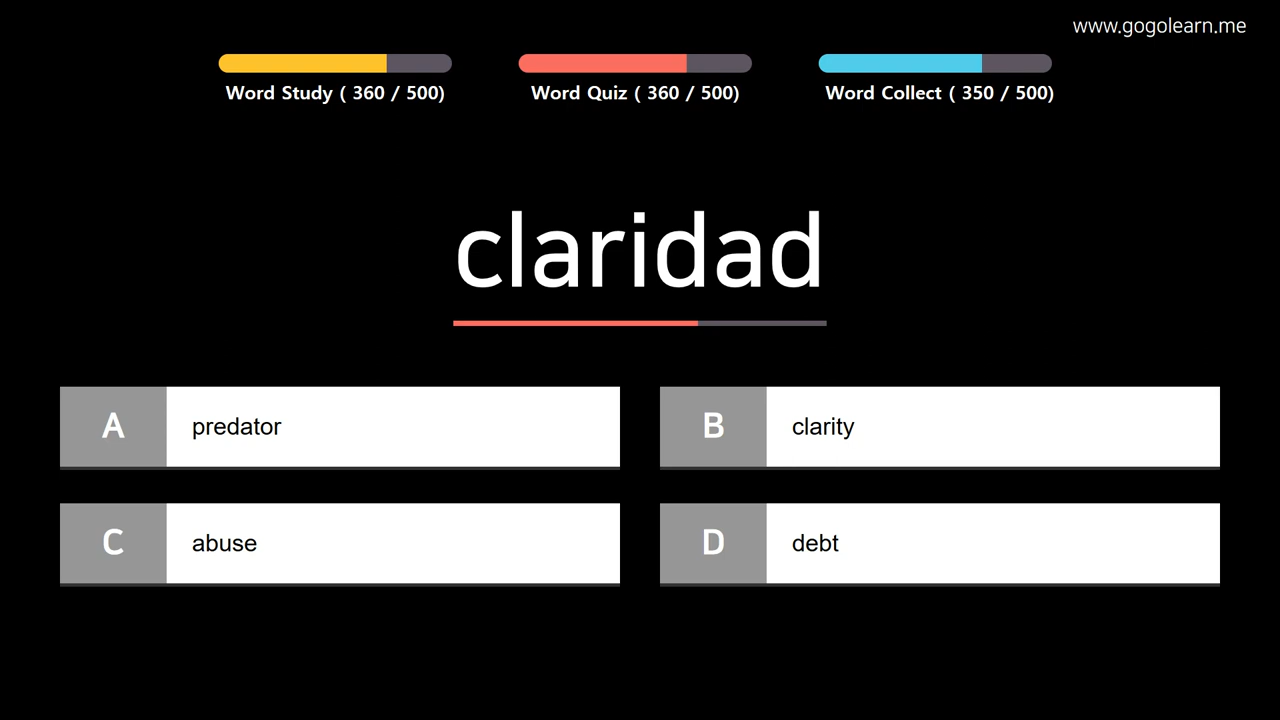 www.gogolearn.me
Word Study ( 360 / 500)
Word Quiz ( 360 / 500)
Word Collect ( 350 / 500)
claridad
A predator
B clarity
C abuse
D debt